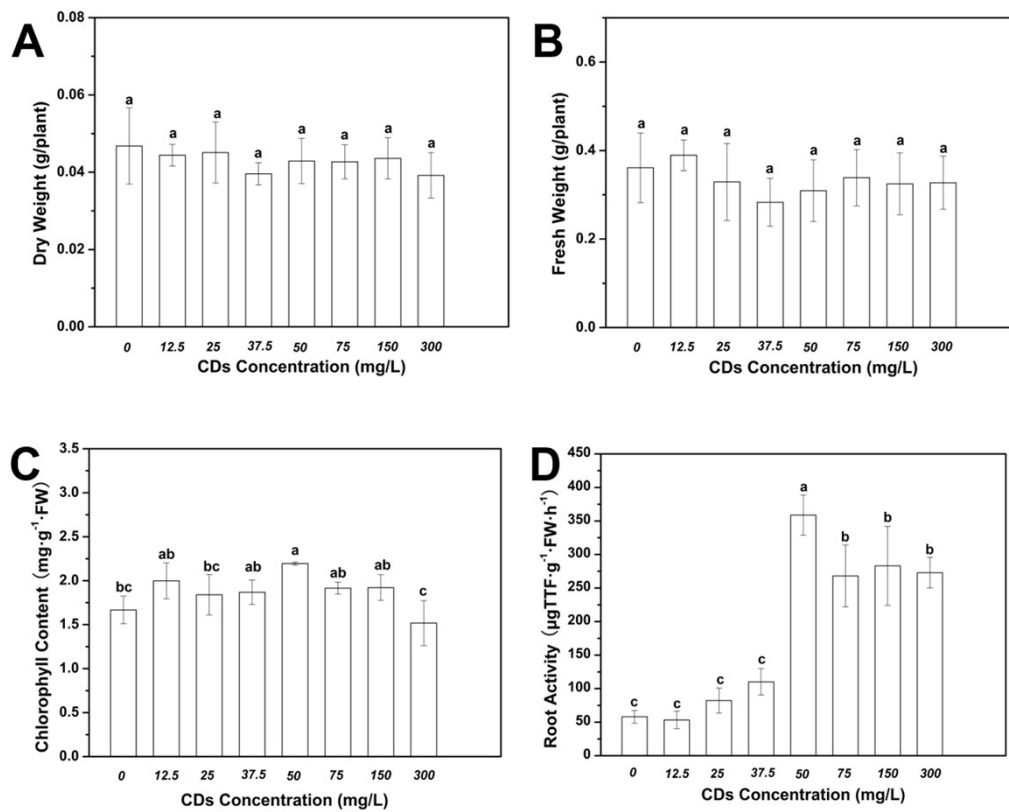 A
Dry Weight (g/plant)
0.08
0.06
0.04
0.02
0.00
a a a a a a a a
0 12.5 25 37.5 50 75 150 300
CDs Concentration (mg/L)
B
Fresh Weight (g/plant)
0.6
0.4
0.2
0.0
a a a a a a a a
0 12.5 25 37.5 50 75 150 300
CDs Concentration (mg/L)
C
Chlorophyll Content (mg·g⁻¹·FW)
3.5
3.0
2.5
2.0
1.5
1.0
0.5
0.0
bc ab bc ab a ab ab c
0 12.5 25 37.5 50 75 150 300
CDs Concentration (mg/L)
D
Root Activity (μgTTF·g⁻¹·FW·h⁻¹)
450
400
350
300
250
200
150
100
50
0
c c c c a b b b
0 12.5 25 37.5 50 75 150 300
CDs Concentration (mg/L)